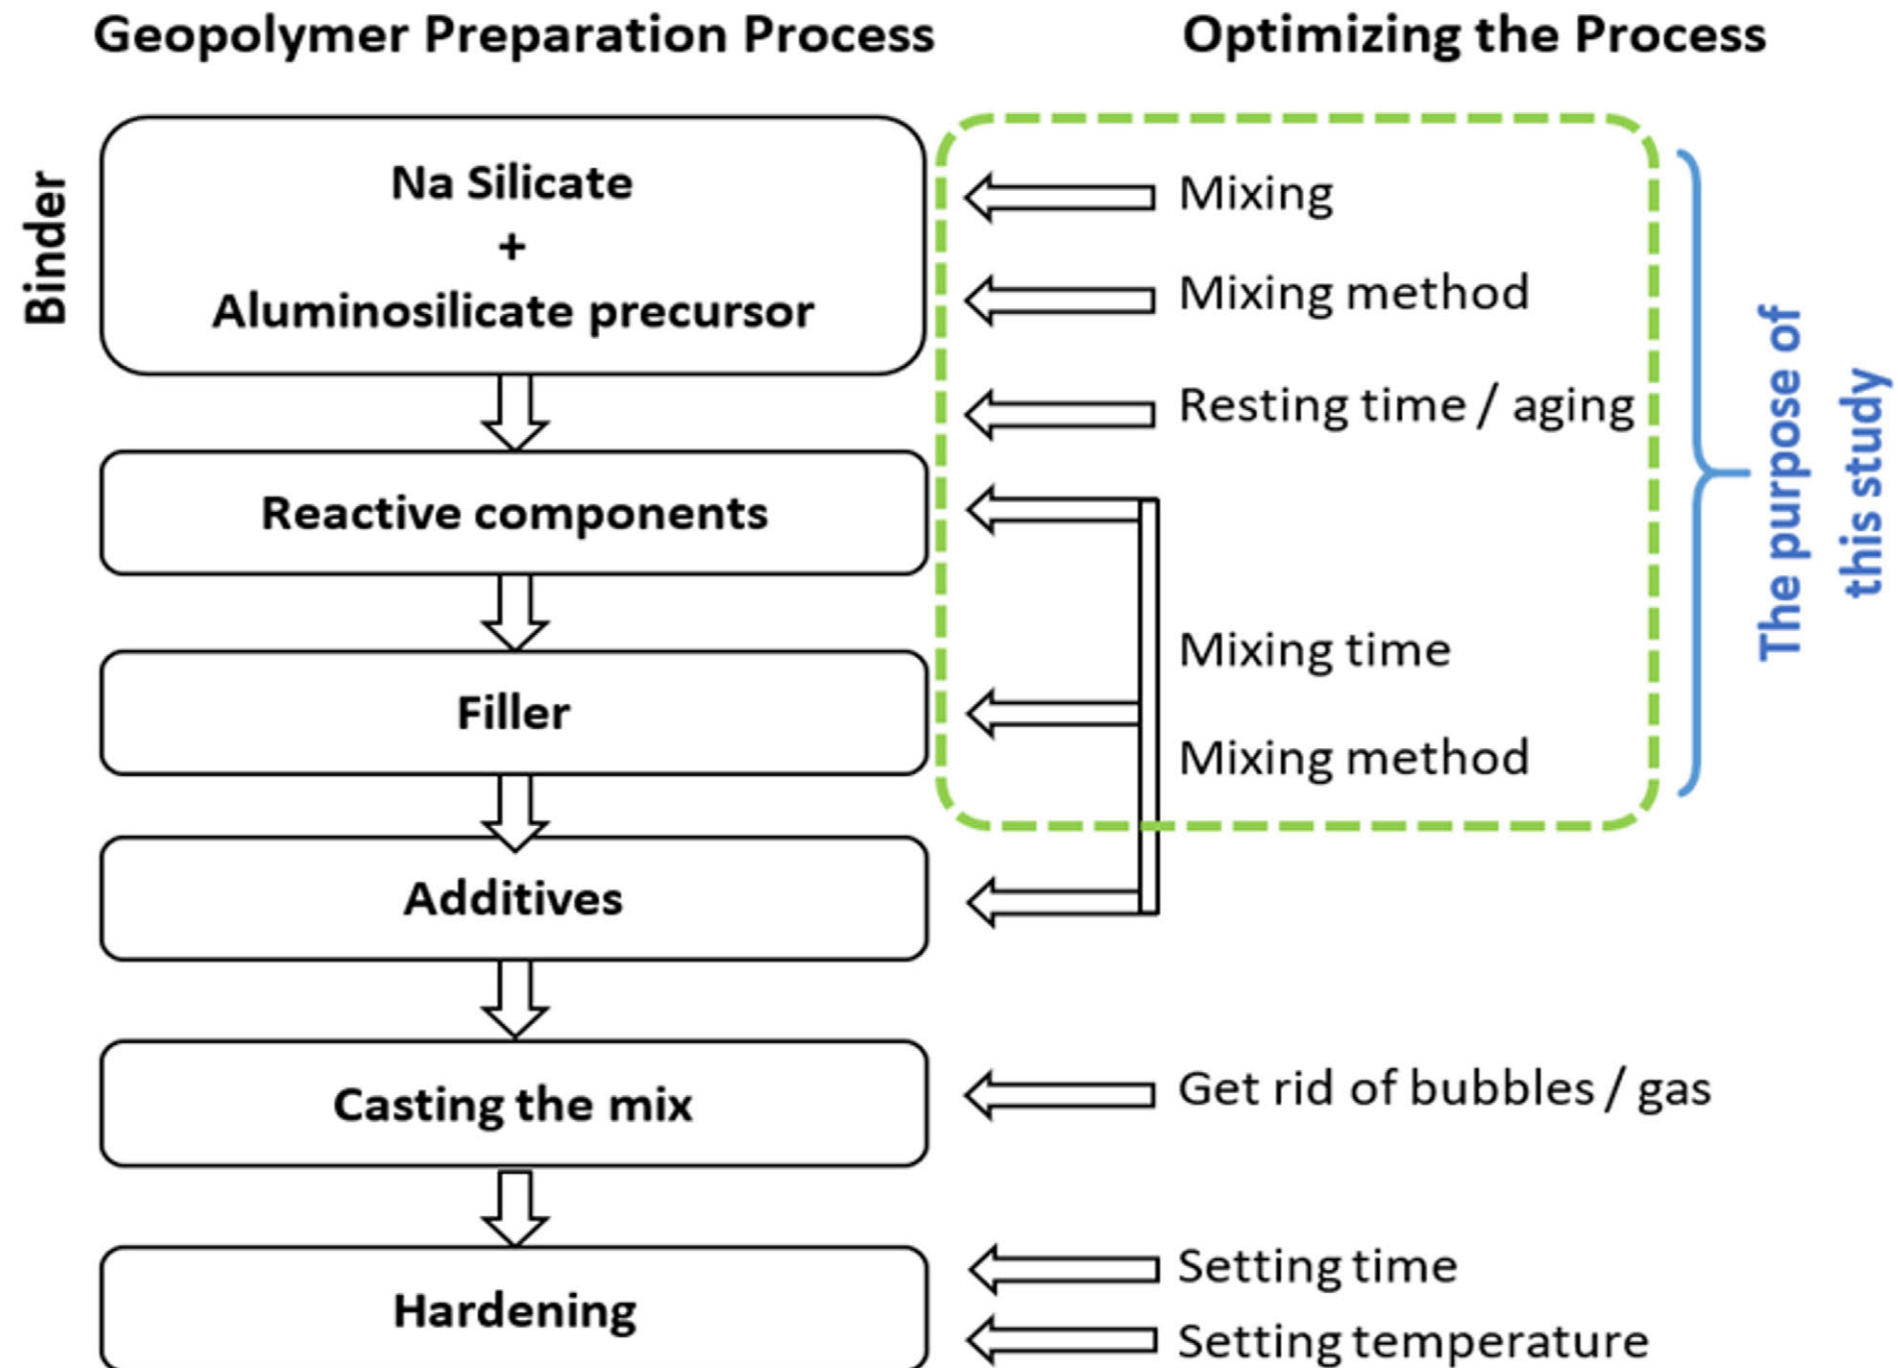 Geopolymer Preparation Process
Optimizing the Process
Binder
Na Silicate
+
Aluminosilicate precursor
Reactive components
Filler
Additives
Casting the mix
Hardening
Mixing
Mixing method
Resting time / aging
Mixing time
Mixing method
Get rid of bubbles / gas
Setting time
Setting temperature
The purpose of
this study